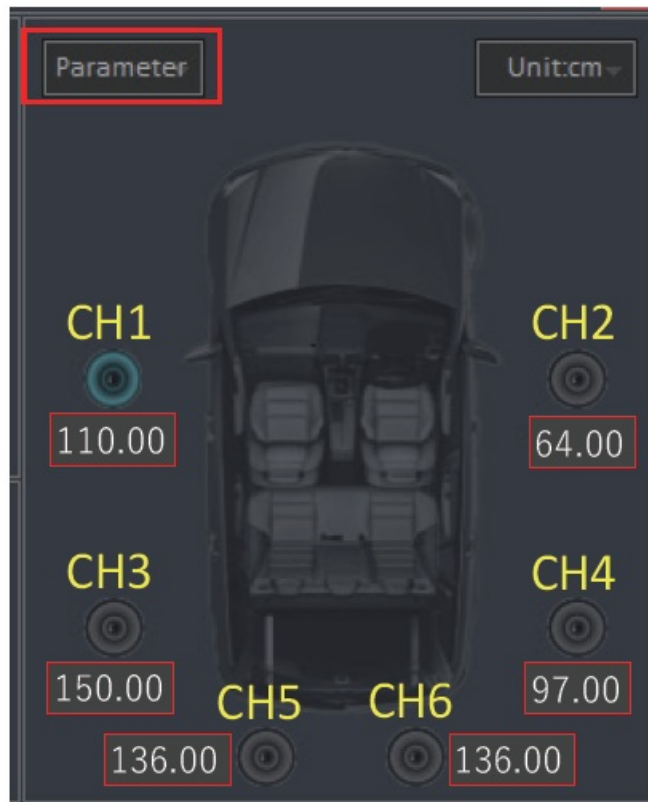 Parameter
Unit:cm
CH1
CH2
110.00
64.00
CH3
CH4
150.00
97.00
CH5
CH6
136.00
136.00